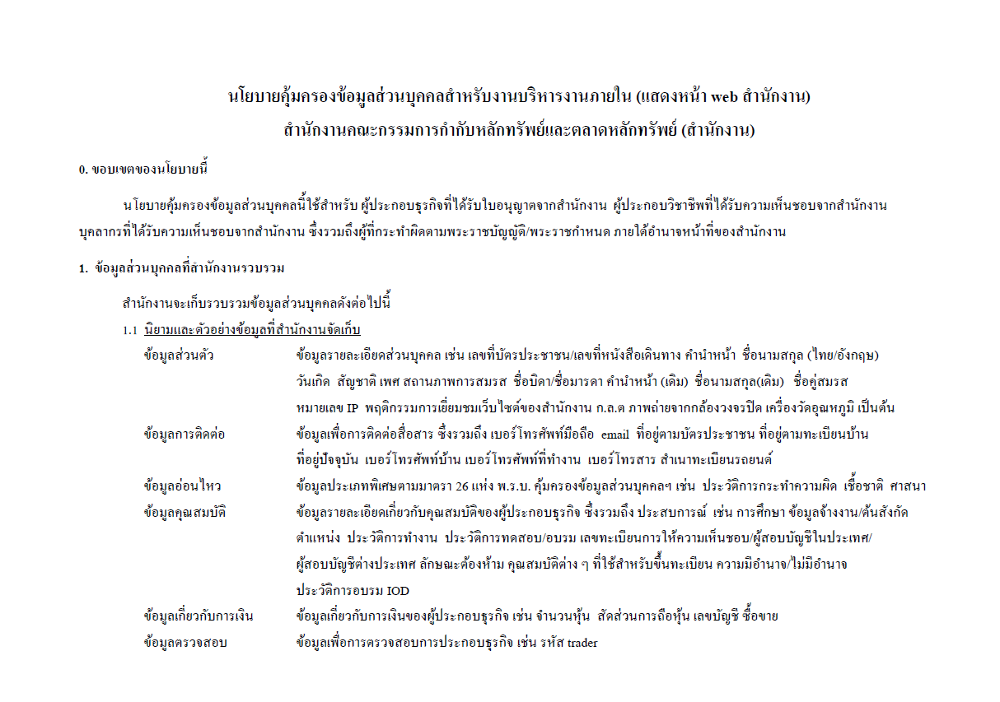 นโยบายคุ้มครองข้อมูลส่วนบุคคลสำหรับงานบริหารงานภายใน (แสดงหน้า web สำนักงาน)
สำนักงานคณะกรรมการกำกับหลักทรัพย์และตลาดหลักทรัพย์ (สำนักงาน)
0. ขอบเขตของนโยบายนี้
นโยบายคุ้มครองข้อมูลส่วนบุคคลนี้ใช้สำหรับ ผู้ประกอบธุรกิจที่ได้รับใบอนุญาตจากสำนักงาน ผู้ประกอบวิชาชีพที่ได้รับความเห็นชอบจากสำนักงาน
บุคลากรที่ได้รับความเห็นชอบจากสำนักงาน ซึ่งรวมถึงผู้ที่กระทำผิดตามพระราชบัญญัติ/พระราชกำหนด ภายใต้อำนาจหน้าที่ของสำนักงาน
1. ข้อมูลส่วนบุคคลที่สำนักงานรวบรวม
สำนักงานจะเก็บรวบรวมข้อมูลส่วนบุคคลดังต่อไปนี้
1.1 นิยามและตัวอย่างข้อมูลที่สำนักงานจัดเก็บ
ข้อมูลส่วนตัว ข้อมูลรายละเอียดส่วนบุคคล เช่น เลขที่บัตรประชาชน/เลขที่หนังสือเดินทาง คำนำหน้า ชื่อนามสกุล (ไทย/อังกฤษ)
วันเกิด สัญชาติ เพศ สถานภาพการสมรส ชื่อบิดา/ชื่อมารดา คำนำหน้า (เดิม) ชื่อนามสกุล(เดิม) ชื่อคู่สมรส
หมายเลข IP พฤติกรรมการเยี่ยมชมเว็บไซต์ของสำนักงาน ก.ล.ต ภาพถ่ายจากกล้องวงจรปิด เครื่องวัดอุณหภูมิ เป็นต้น
ข้อมูลการติดต่อ ข้อมูลเพื่อการติดต่อสื่อสาร ซึ่งรวมถึง เบอร์โทรศัพท์มือถือ email ที่อยู่ตามบัตรประชาชน ที่อยู่ตามทะเบียนบ้าน
ที่อยู่ปัจจุบัน เบอร์โทรศัพท์บ้าน เบอร์โทรศัพท์ที่ทำงาน เบอร์โทรสาร สำเนาทะเบียนรถยนต์
ข้อมูลอ่อนไหว ข้อมูลประเภทพิเศษตามมาตรา 26 แห่ง พ.ร.บ. คุ้มครองข้อมูลส่วนบุคคลฯ เช่น ประวัติการกระทำความผิด เชื้อชาติ ศาสนา
ข้อมูลคุณสมบัติ ข้อมูลรายละเอียดเกี่ยวกับคุณสมบัติของผู้ประกอบธุรกิจ ซึ่งรวมถึง ประสบการณ์ เช่น การศึกษา ข้อมูลจ้างงาน/ต้นสังกัด
ตำแหน่ง ประวัติการทำงาน ประวัติการทดสอบ/อบรม เลขทะเบียนการให้ความเห็นชอบ/ผู้สอบบัญชีในประเทศ/
ผู้สอบบัญชีต่างประเทศ ลักษณะต้องห้าม คุณสมบัติต่าง ๆ ที่ใช้สำหรับขึ้นทะเบียน ความมีอำนาจ/ไม่มีอำนาจ
ประวัติการอบรม IOD
ข้อมูลเกี่ยวกับการเงิน ข้อมูลเกี่ยวกับการเงินของผู้ประกอบธุรกิจ เช่น จำนวนหุ้น สัดส่วนการถือหุ้น เลขบัญชี ซื้อขาย
ข้อมูลตรวจสอบ ข้อมูลเพื่อการตรวจสอบการประกอบธุรกิจ เช่น รหัส trader